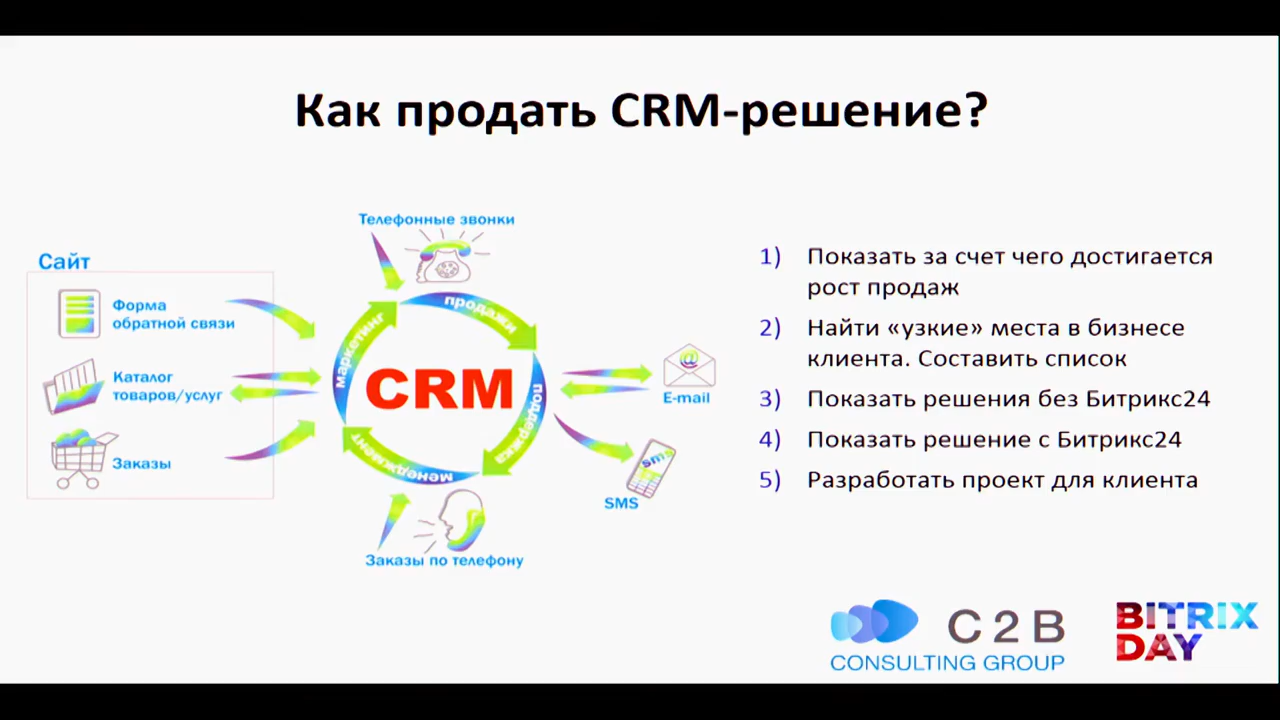 Как продать CRM-решение?
Телефонные звонки
Сайт
Форма
обратной связи
Каталог
товаров/услуг
Заказы
маркетинг
продажи
поддержка
менеджмент
CRM
@
E-mail
sms
SMS
Заказы по телефону
1) Показать за счет чего достигается
рост продаж
2) Найти «узкие» места в бизнесе
клиента. Составить список
3) Показать решения без Битрикс24
4) Показать решение с Битрикс24
5) Разработать проект для клиента
C2B
CONSULTING GROUP
BITRIX
DAY